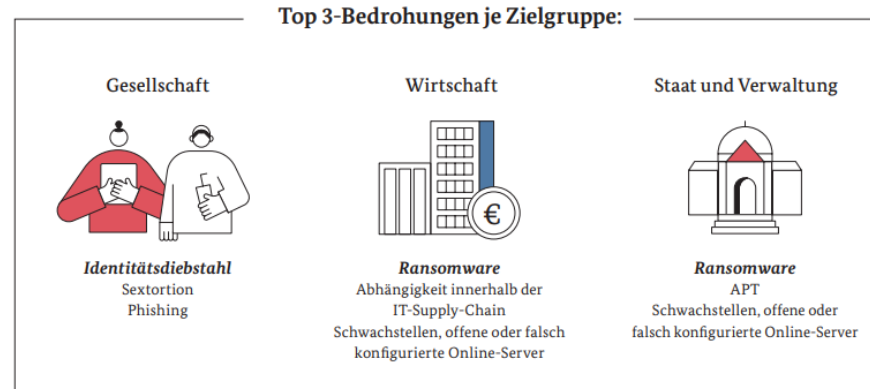 Top 3-Bedrohungen je Zielgruppe:
Gesellschaft
Identitätsdiebstahl
Sextortion
Phishing
Wirtschaft
€
Ransomware
Abhängigkeit innerhalb der
IT-Supply-Chain
Schwachstellen, offene oder falsch
konfigurierte Online-Server
Staat und Verwaltung
Ransomware
APT
Schwachstellen, offene oder
falsch konfigurierte Online-Server